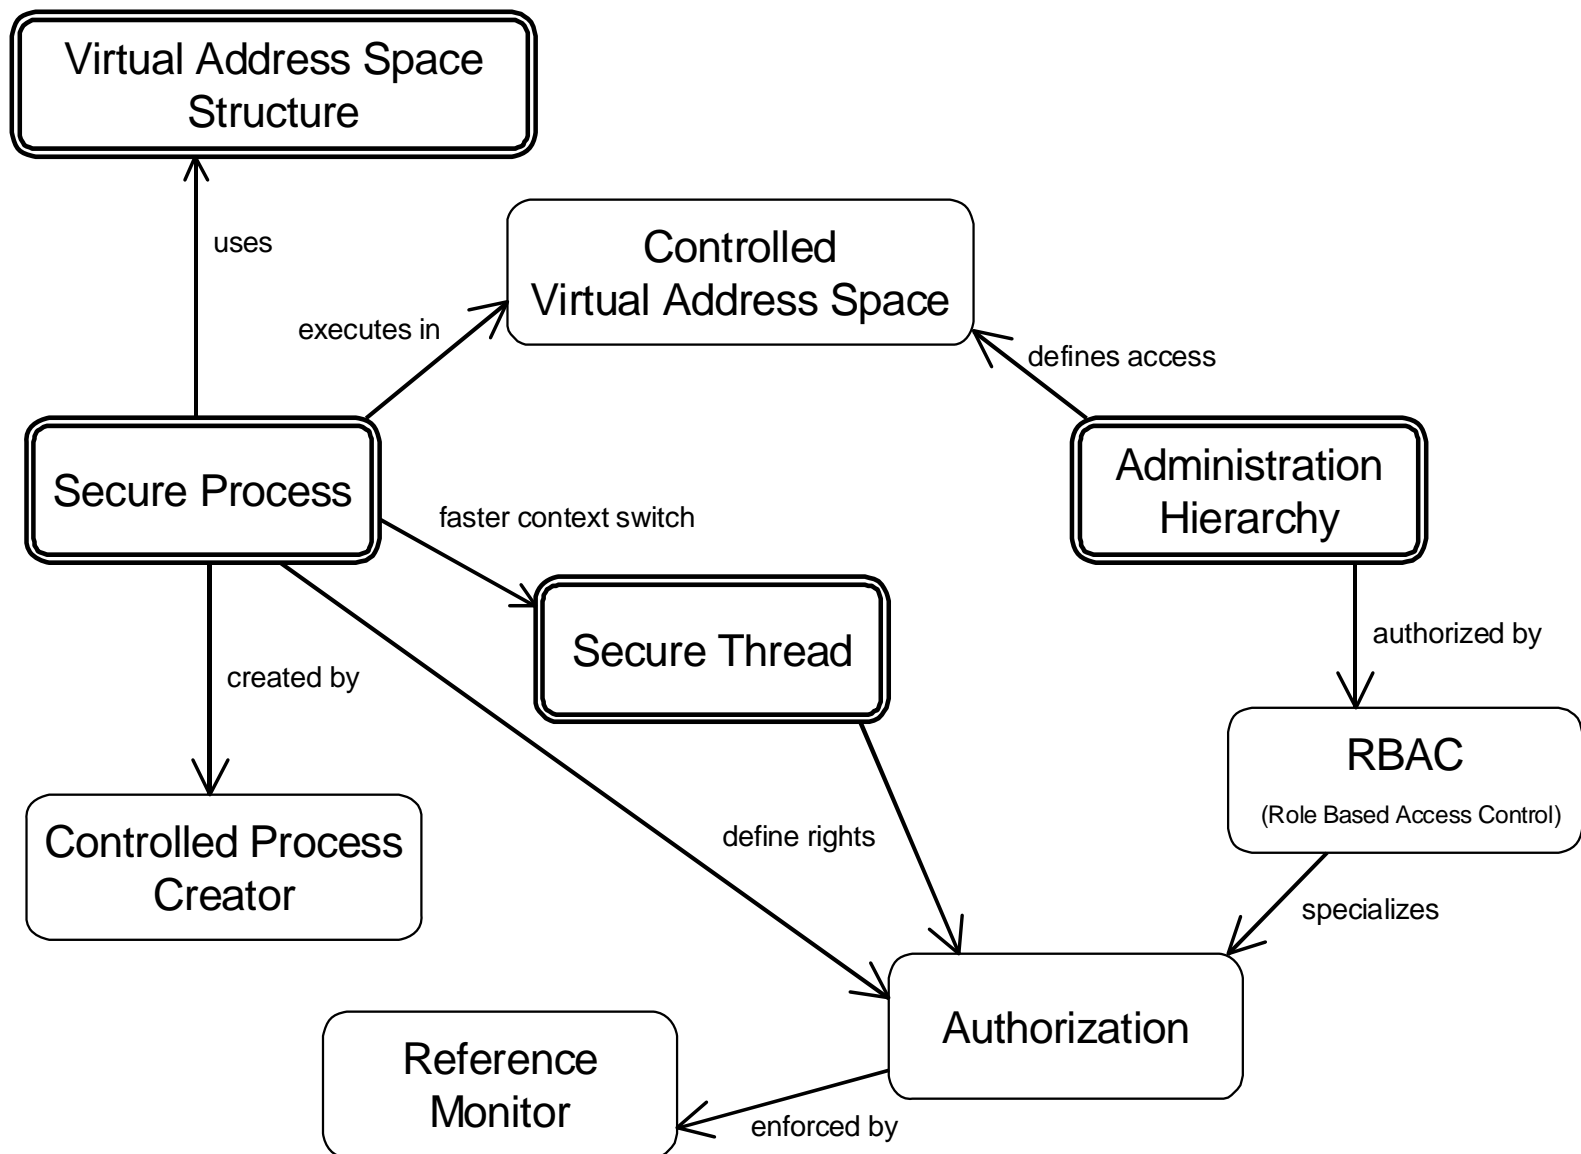 Virtual Address Space
Structure
uses
Controlled
Virtual Address Space
executes in
defines access
Secure Process
faster context switch
Administration
Hierarchy
Secure Thread
authorized by
created by
RBAC
(Role Based Access Control)
Controlled Process
Creator
define rights
specializes
Authorization
Reference
Monitor
enforced by